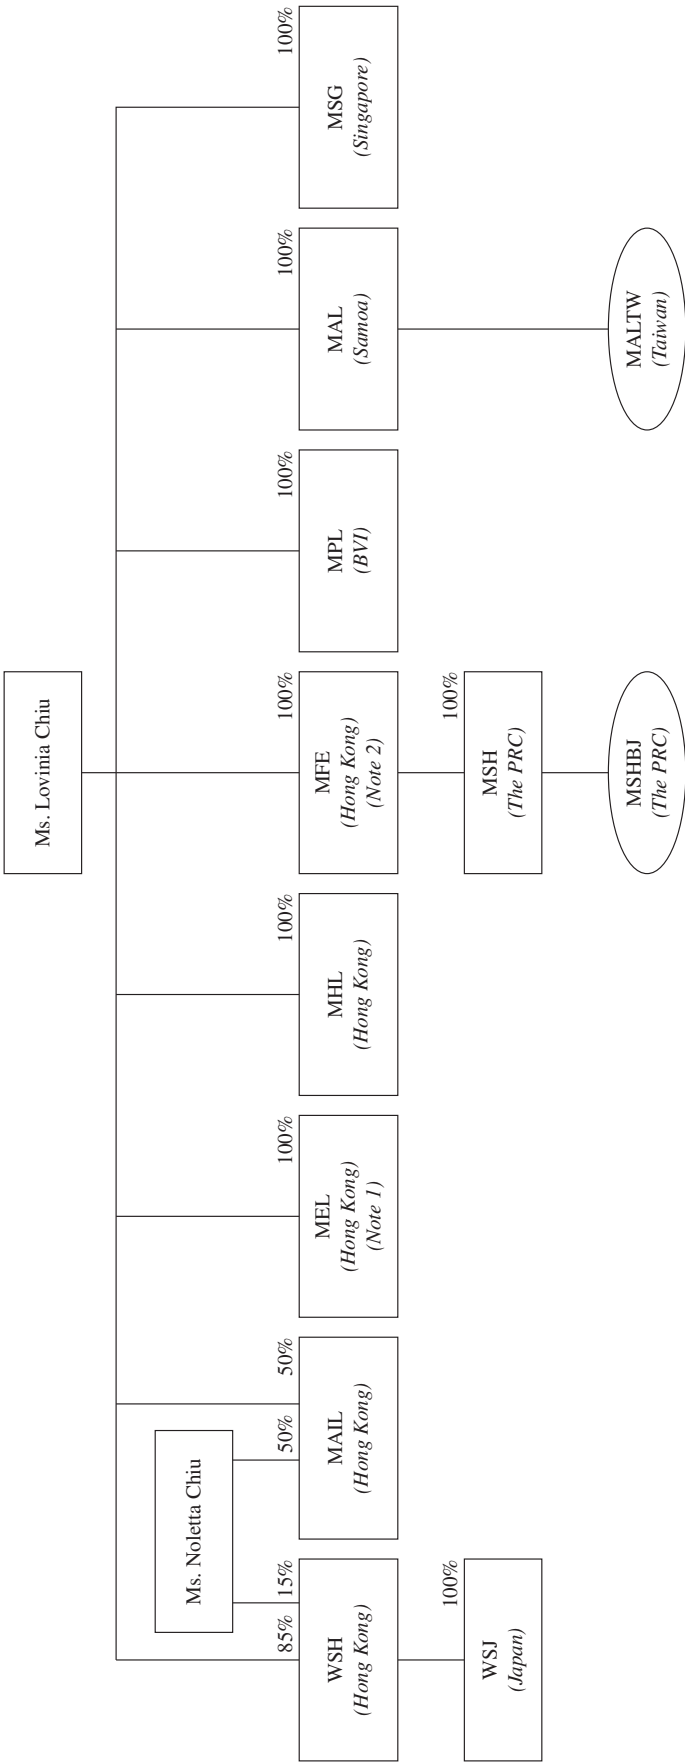 Ms. Lovinia Chiu
Ms. Noletta Chiu
85%
15%
50%
50%
100%
100%
100%
100%
100%
100%
WSH
(Hong Kong)
MAIL
(Hong Kong)
MEL
(Hong Kong)
(Note 1)
MHL
(Hong Kong)
MFE
(Hong Kong)
(Note 2)
MPL
(BVI)
MAL
(Samoa)
MSG
(Singapore)
100%
100%
WSJ
(Japan)
MSH
(The PRC)
MSHBJ
(The PRC)
MALTW
(Taiwan)